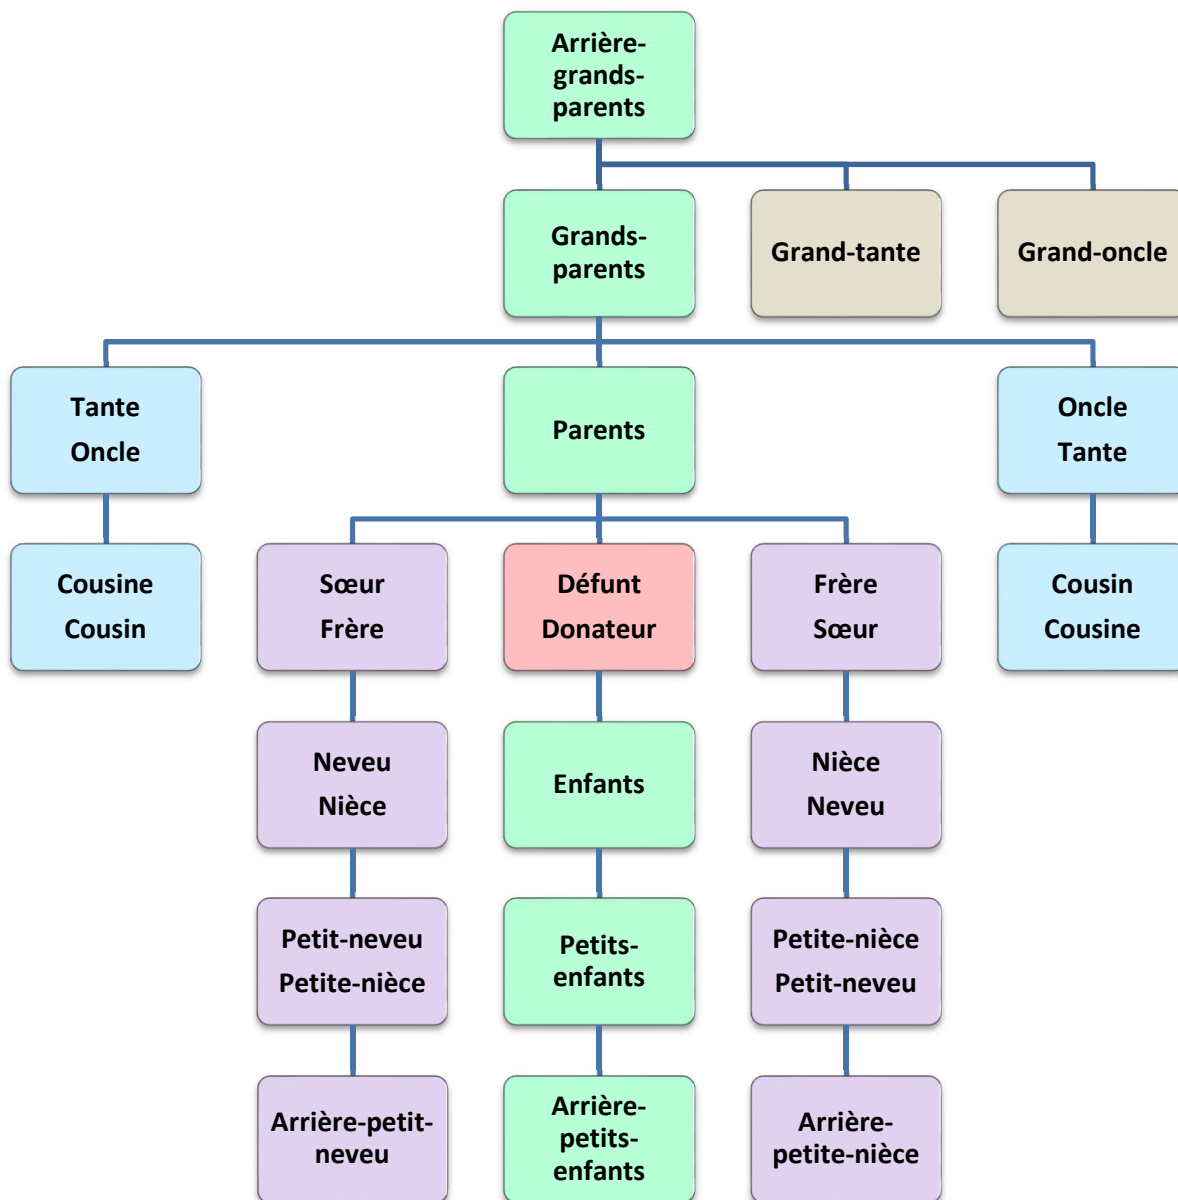 Arrière-
grands-
parents
Grands-
parents
Grand-tante
Grand-oncle
Tante
Oncle
Parents
Oncle
Tante
Cousine
Cousin
Sœur
Frère
Défunt
Donateur
Frère
Sœur
Cousin
Cousine
Neveu
Nièce
Enfants
Nièce
Neveu
Petit-neveu
Petite-nièce
Petits-
enfants
Petite-nièce
Petit-neveu
Arrière-petit-
neveu
Arrière-
petits-
enfants
Arrière-
petite-nièce